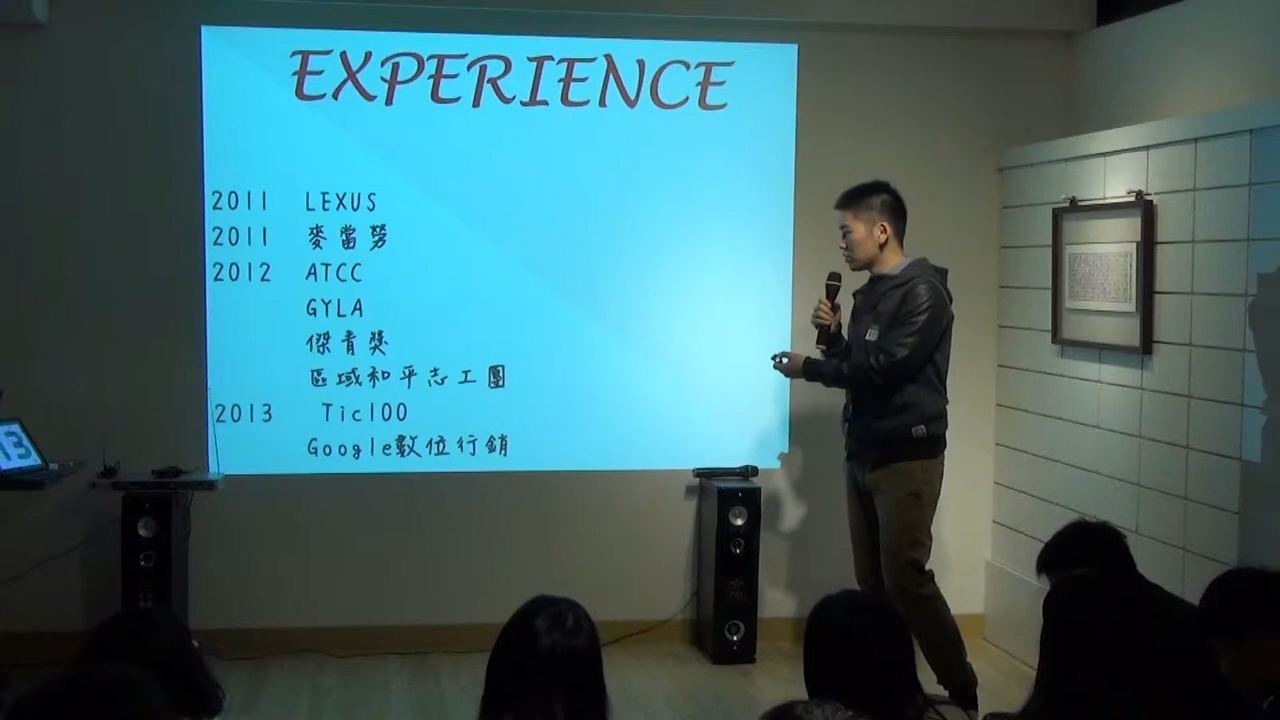 EXPERIENCE
2011 LEXUS
2011 麥當勞
2012 ATCC
GYLA
傑青獎
區域和平志工團
2013 Tic100
Google數位行銷
13